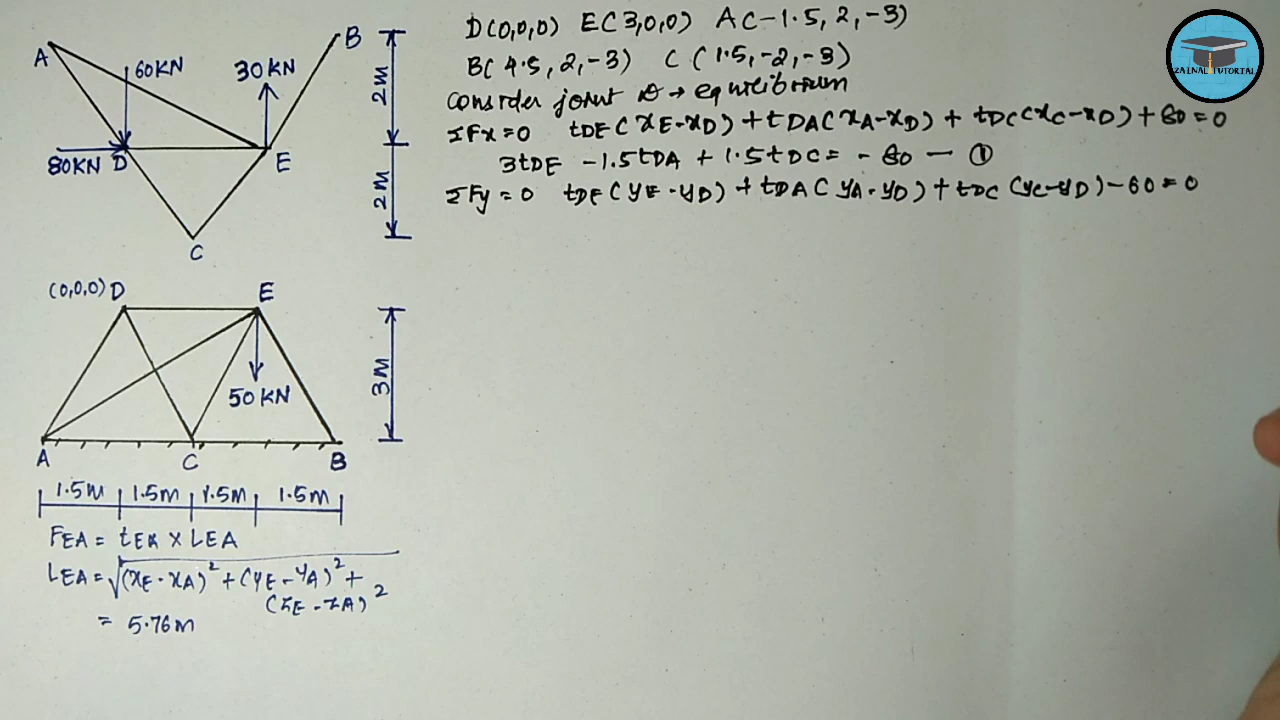 A
B
60KN
30KN
2M
80KN
D
E
2M
C
(0,0,0) D
E
3M
50KN
A
C
B
1.5M 1.5M 1.5M 1.5M
FEA = tEA × LEA
LEA = √(xE - xA)² + (yE - yA)² +
(zE - zA)²
= 5.76m
D(0,0,0) E(3,0,0) A(-1.5, 2, -3)
B(4.5, 2, -3) C (1.5, -2, -3)
Consider joint D → equilibrium
ΣFx = 0 tDE(xE - xD) + tDA(xA - xD) + tDC(xC - xD) + 80 = 0
3tDE - 1.5tDA + 1.5tDC = - 80 — ①
ΣFy = 0 tDE(yE - yD) + tDA(yA - yD) + tDC(yC - yD) - 60 = 0
ZAINAL TUTORIAL